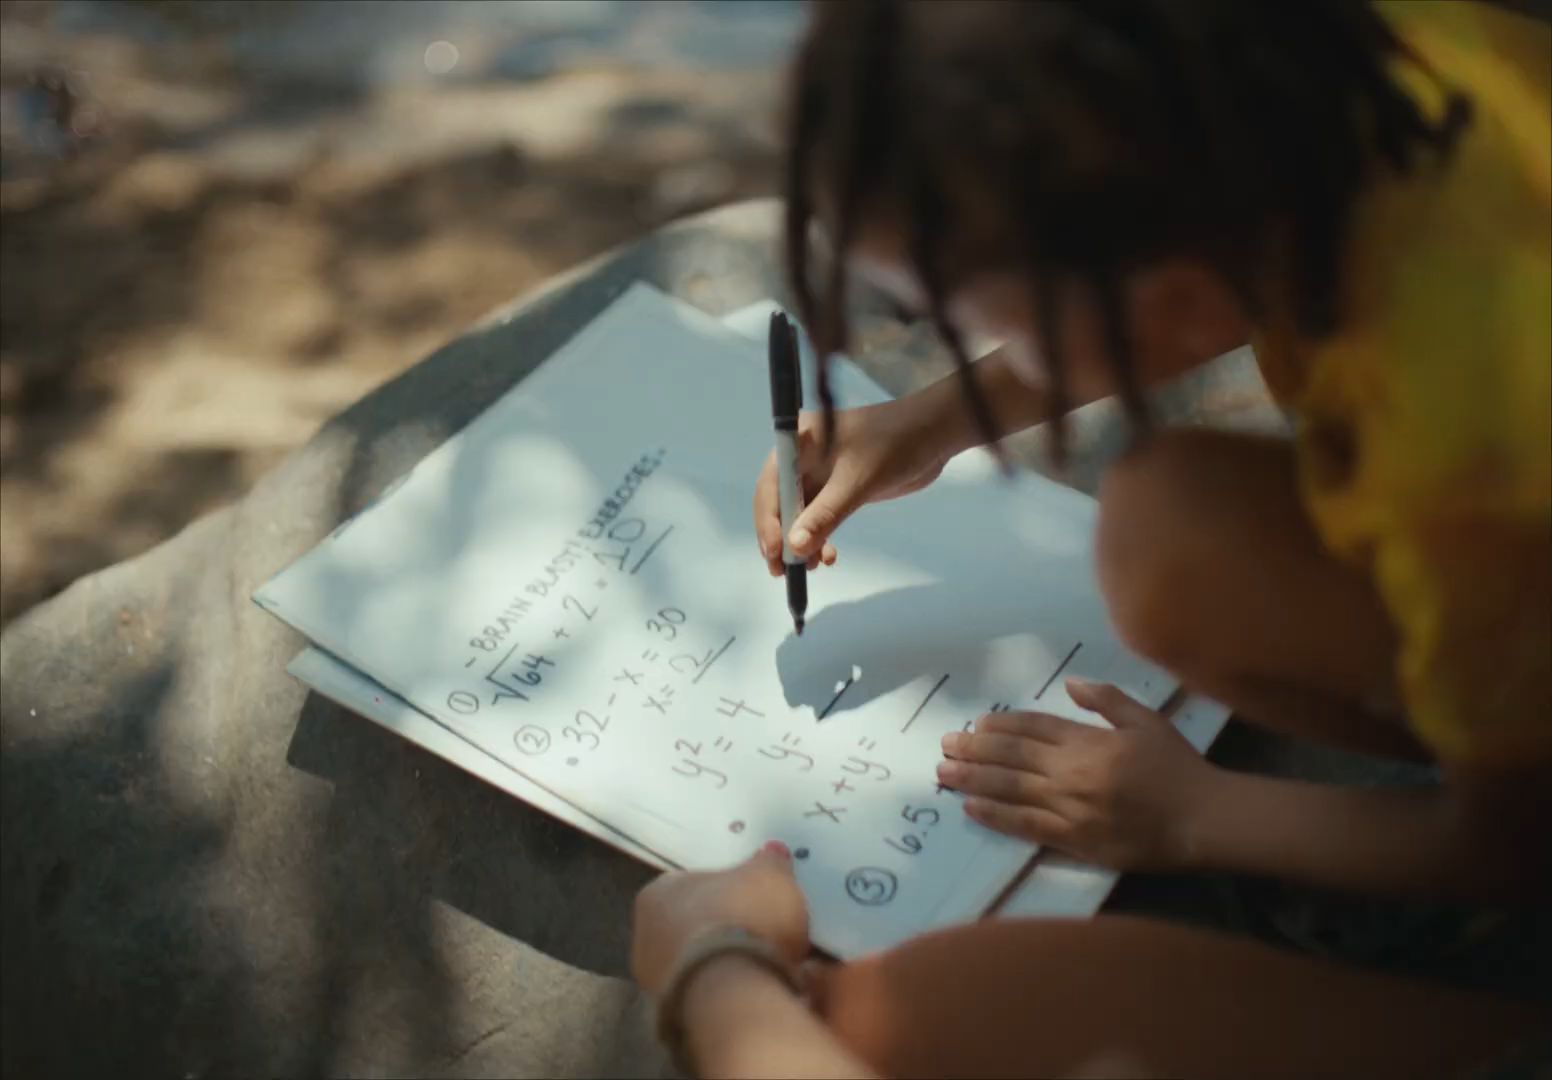 - BRAIN BLAST! EXERCISES -
① √64 + 2 = 10
② • 32 - x = 30
x = 2
• y² = 4
y =
• x + y =
③ 6.5 + =